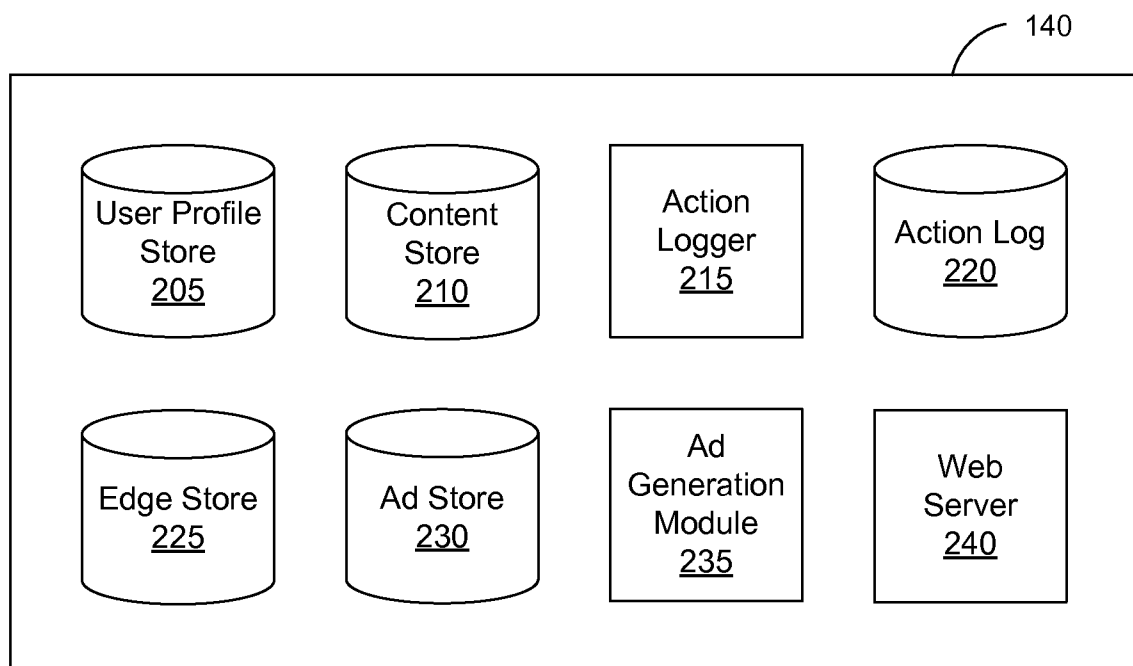 140
User Profile
Store
205
Content
Store
210
Action
Logger
215
Action Log
220
Edge Store
225
Ad Store
230
Ad
Generation
Module
235
Web
Server
240